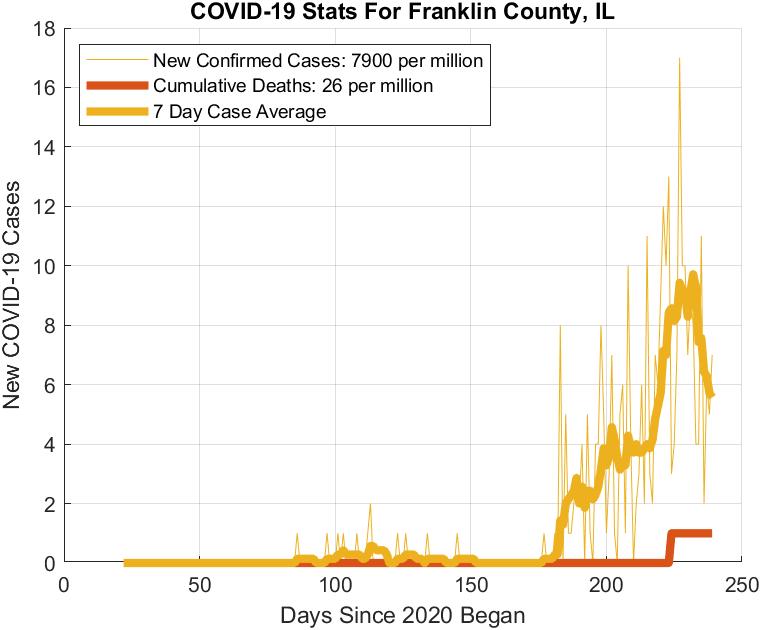 COVID-19 Stats For Franklin County, IL
New Confirmed Cases: 7900 per million
Cumulative Deaths: 26 per million
7 Day Case Average
New COVID-19 Cases
18
16
14
12
10
8
6
4
2
0
0 50 100 150 200 250
Days Since 2020 Began